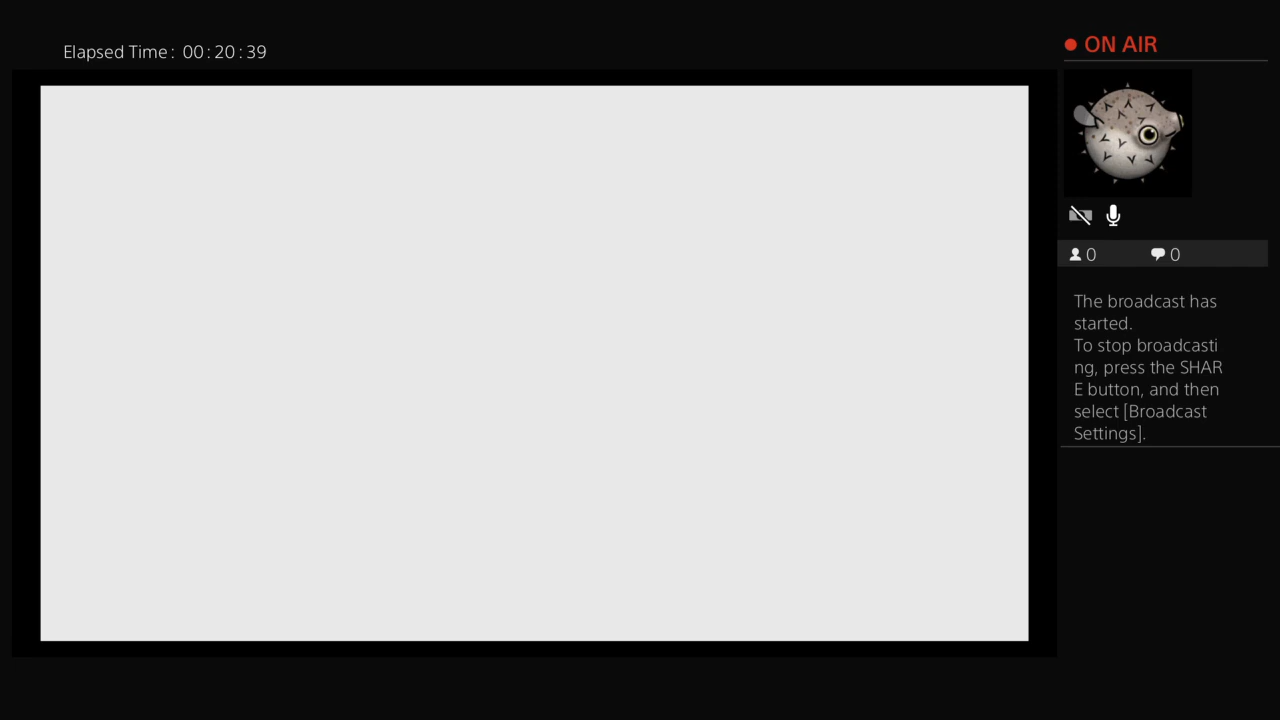 Elapsed Time: 00:20:39
ON AIR
0 0
The broadcast has
started.
To stop broadcasti
ng, press the SHAR
E button, and then
select [Broadcast
Settings].